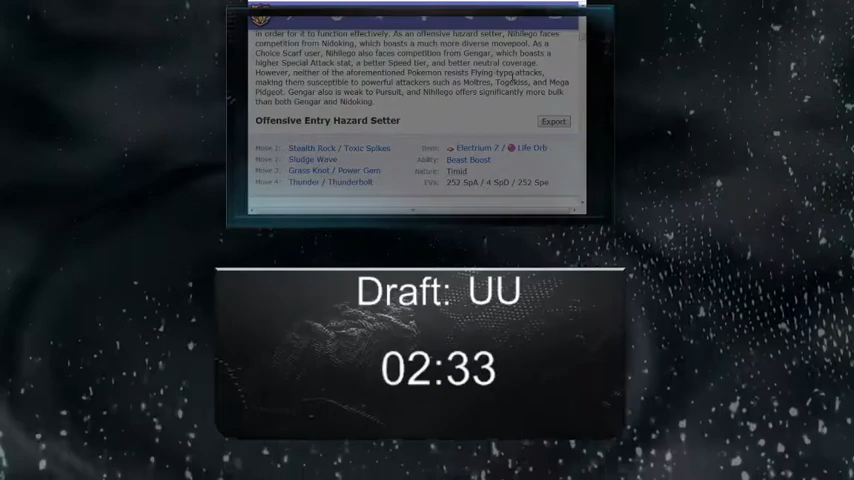 in order for it to function effectively. As an offensive hazard setter, Nihilego faces
competition from Nidoking, which boasts a much more diverse movepool. As a
Choice Scarf user, Nihilego also faces competition from Gengar, which boasts a
higher Special Attack stat, a better Speed tier, and better neutral coverage.
However, neither of the aforementioned Pokemon resists Flying-type attacks,
making them susceptible to powerful attackers such as Moltres, Togekiss, and Mega
Pidgeot. Gengar also is weak to Pursuit, and Nihilego offers significantly more bulk
than both Gengar and Nidoking.
Offensive Entry Hazard Setter Export
Move 1: Stealth Rock / Toxic Spikes Item: Electrium Z / Life Orb
Move 2: Sludge Wave Ability: Beast Boost
Move 3: Grass Knot / Power Gem Nature: Timid
Move 4: Thunder / Thunderbolt EVs: 252 SpA / 4 SpD / 252 Spe
Draft: UU
02:33